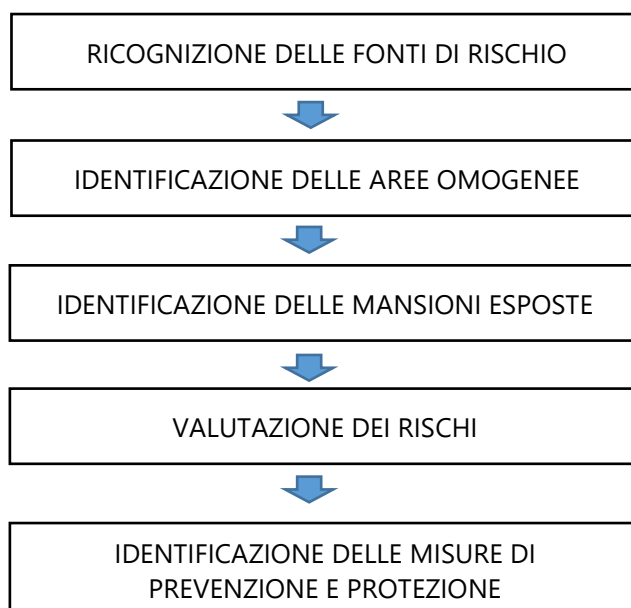 RICOGNIZIONE DELLE FONTI DI RISCHIO
IDENTIFICAZIONE DELLE AREE OMOGENEE
IDENTIFICAZIONE DELLE MANSIONI ESPOSTE
VALUTAZIONE DEI RISCHI
IDENTIFICAZIONE DELLE MISURE DI
PREVENZIONE E PROTEZIONE